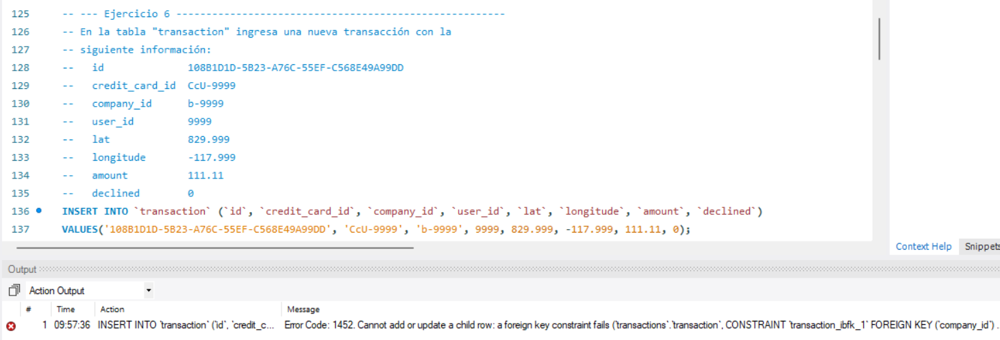 125 -- --- Ejercicio 6 -------------------------------------------------------
126 -- En la tabla "transaction" ingresa una nueva transacción con la
127 -- siguiente información:
128 -- id 108B1D1D-5B23-A76C-55EF-C568E49A99DD
129 -- credit_card_id CcU-9999
130 -- company_id b-9999
131 -- user_id 9999
132 -- lat 829.999
133 -- longitude -117.999
134 -- amount 111.11
135 -- declined 0
136 INSERT INTO `transaction` (`id`, `credit_card_id`, `company_id`, `user_id`, `lat`, `longitude`, `amount`, `declined`)
137 VALUES('108B1D1D-5B23-A76C-55EF-C568E49A99DD', 'CcU-9999', 'b-9999', 9999, 829.999, -117.999, 111.11, 0);
Context Help Snippets
Output
Action Output
# Time Action Message
1 09:57:36 INSERT INTO `transaction` (`id`, `credit_c... Error Code: 1452. Cannot add or update a child row: a foreign key constraint fails (`transactions`.`transaction`, CONSTRAINT `transaction_ibfk_1` FOREIGN KEY (`company_id`) .